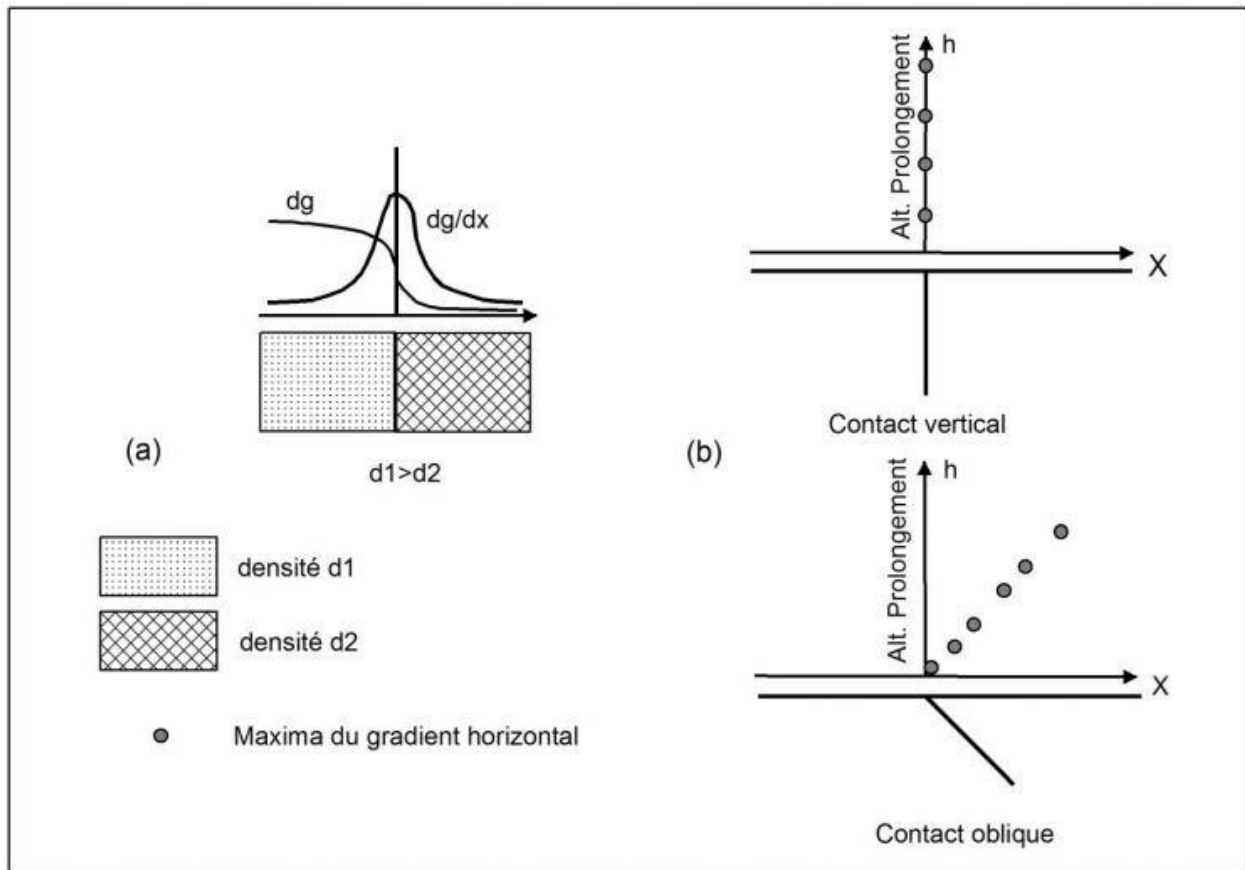 dg
dg/dx
(a)
d1>d2
densité d1
densité d2
Maxima du gradient horizontal
h
Alt. Prolongement
X
Contact vertical
(b)
h
Alt. Prolongement
X
Contact oblique